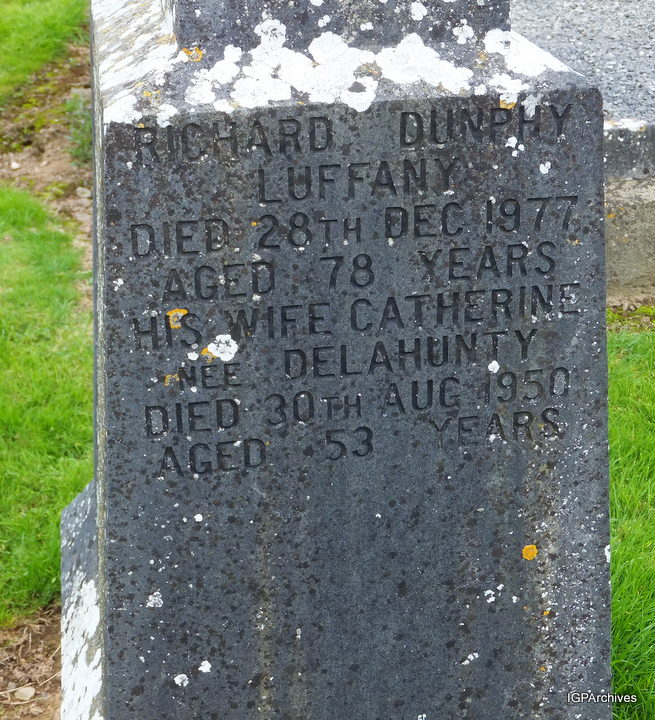 RICHARD DUNPHY
LUFFANY
DIED 28TH DEC 1977
AGED 78 YEARS
HIS WIFE CATHERINE
NEE DELAHUNTY
DIED 30TH AUG 1950
AGED 53 YEARS
IGPArchives